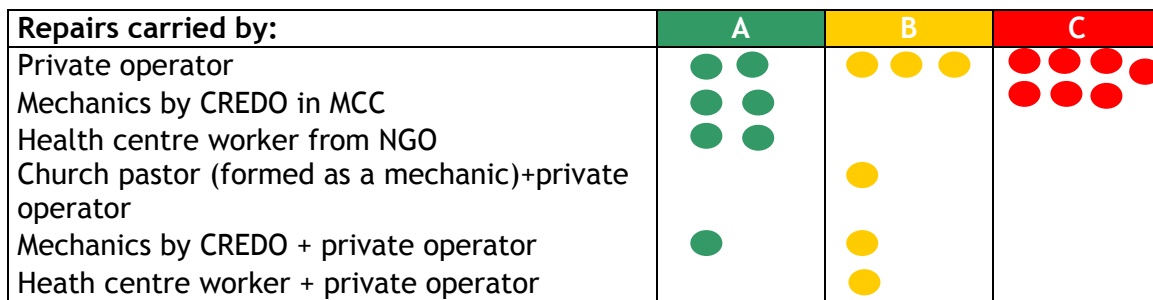 Repairs carried by: A B C
Private operator
Mechanics by CREDO in MCC
Health centre worker from NGO
Church pastor (formed as a mechanic)+private
operator
Mechanics by CREDO + private operator
Heath centre worker + private operator